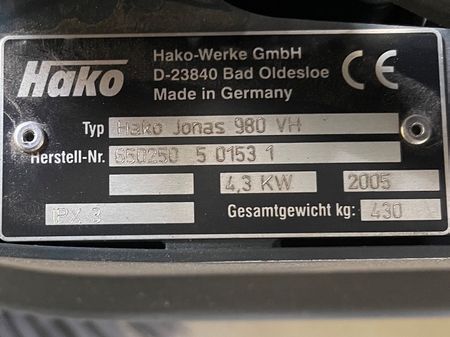 Hako
Hako-Werke GmbH
D-23840 Bad Oldesloe
Made in Germany
CE
Typ Hako Jonas 980 VH
Herstell-Nr. 650250 5 0153 1
4,3 KW 2005
IPX 3 Gesamtgewicht kg: 430